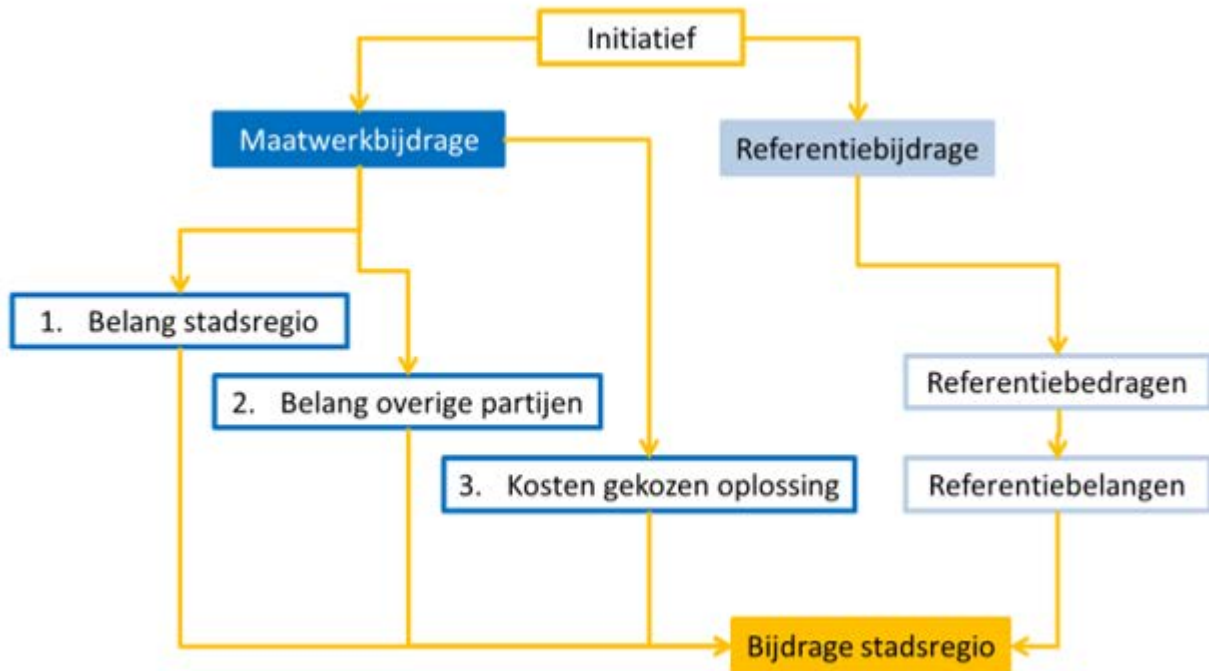 Initiatief
Maatwerkbijdrage
Referentiebijdrage
1. Belang stadsregio
2. Belang overige partijen
3. Kosten gekozen oplossing
Referentiebedragen
Referentiebelangen
Bijdrage stadsregio